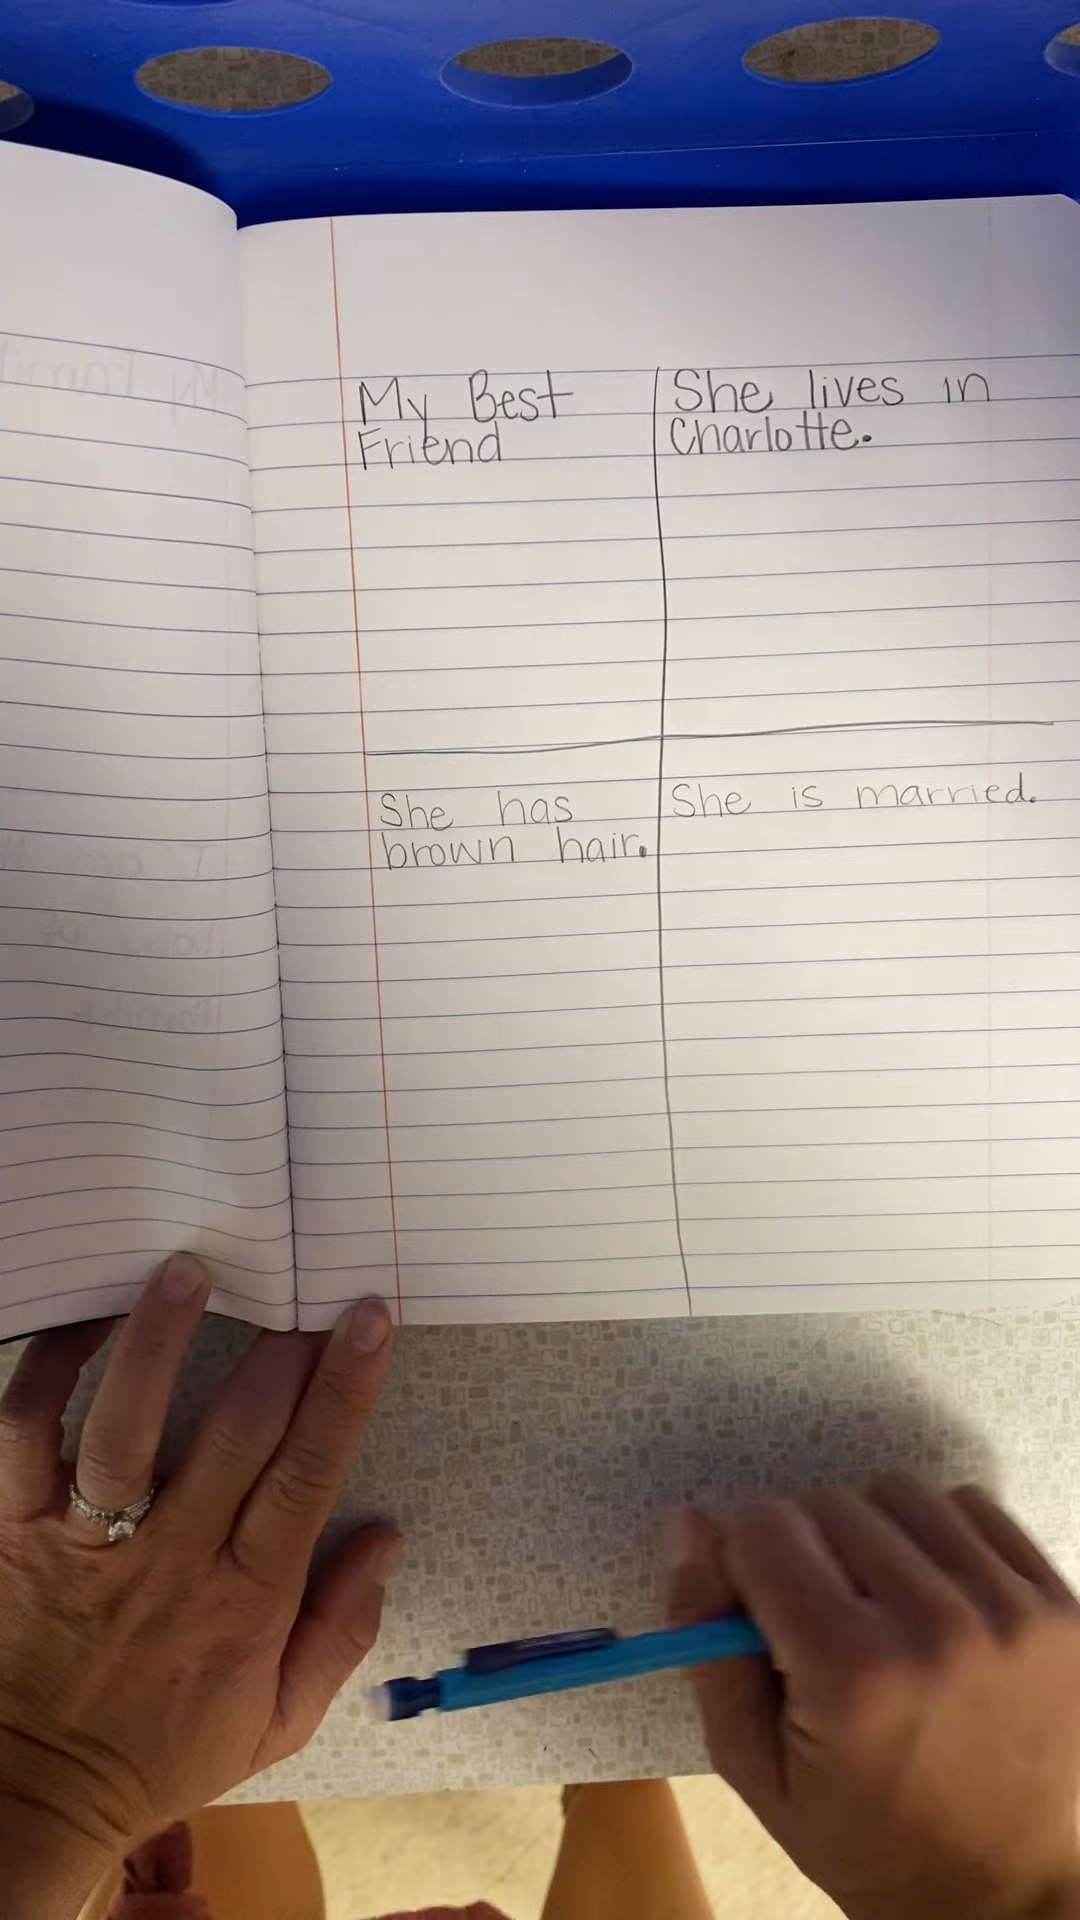 My Best
Friend
She lives in
Charlotte.
She has
brown hair.
She is married.